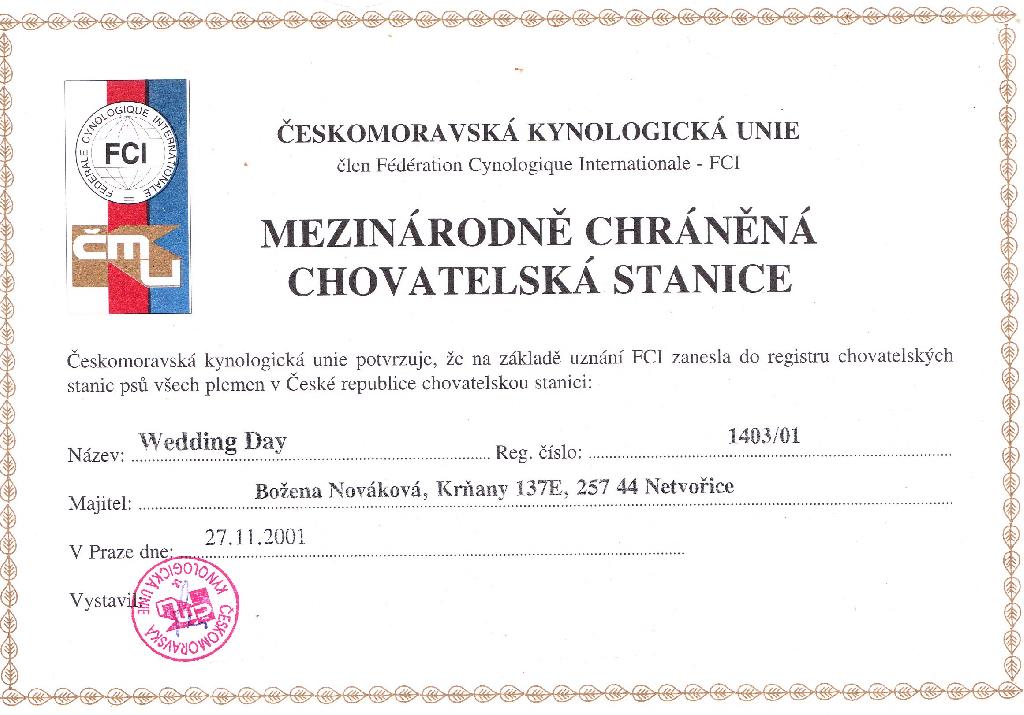 FÉDERALE CYNOLOGIQUE INTERNATIONALE
FCI
čmu
ČESKOMORAVSKÁ KYNOLOGICKÁ UNIE
člen Fédération Cynologique Internationale - FCI
MEZINÁRODNĚ CHRÁNĚNÁ
CHOVATELSKÁ STANICE
Českomoravská kynologická unie potvrzuje, že na základě uznání FCI zanesla do registru chovatelských
stanic psů všech plemen v České republice chovatelskou stanici:
Název: Wedding Day Reg. číslo: 1403/01
Majitel: Božena Nováková, Krňany 137E, 257 44 Netvořice
V Praze dne: 27.11.2001
Vystavil:
ČESKOMORAVSKÁ KYNOLOGICKÁ UNIE
čmu